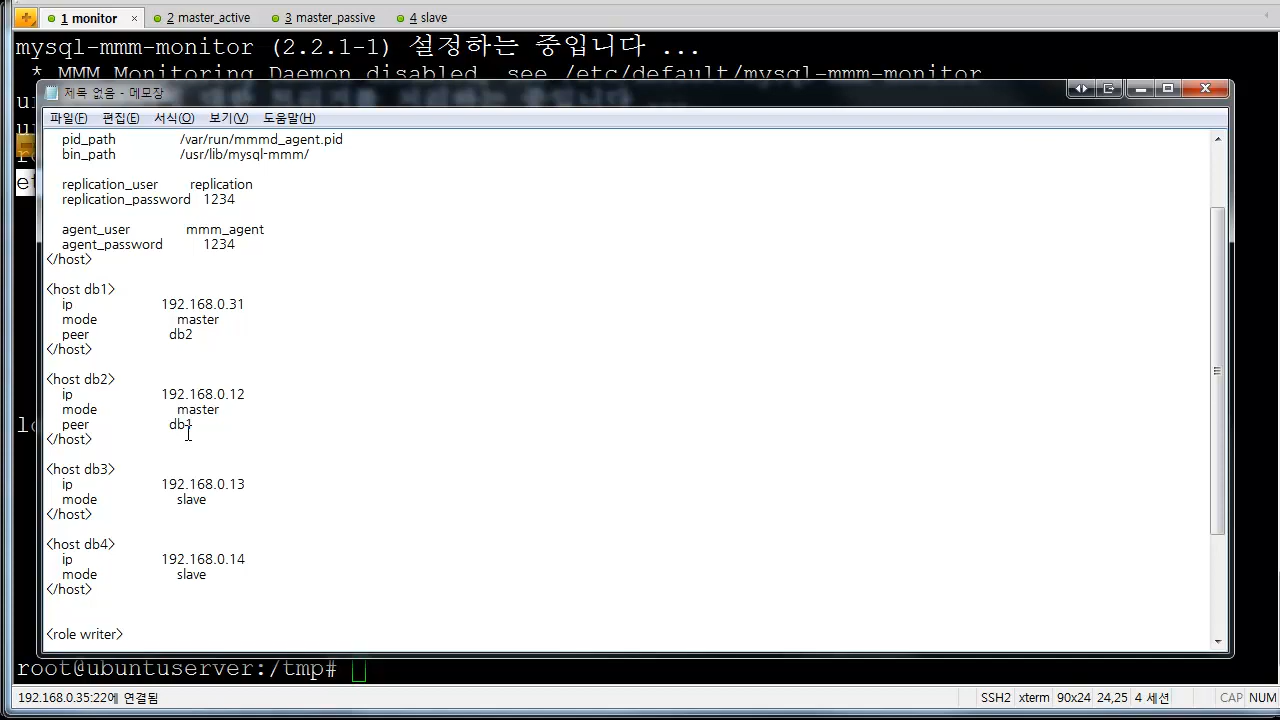 1 monitor × 2 master_active 3 master_passive 4 slave
mysql-mmm-monitor (2.2.1-1) 설정하는 중입니다 ...
* MMM Monitoring Daemon disabled, see /etc/default/mysql-mmm-monitor
제목 없음 - 메모장
파일(F) 편집(E) 서식(O) 보기(V) 도움말(H)
pid_path /var/run/mmmd_agent.pid
bin_path /usr/lib/mysql-mmm/
replication_user replication
replication_password 1234
agent_user mmm_agent
agent_password 1234
</host>
<host db1>
ip 192.168.0.31
mode master
peer db2
</host>
<host db2>
ip 192.168.0.12
mode master
peer db1
</host>
<host db3>
ip 192.168.0.13
mode slave
</host>
<host db4>
ip 192.168.0.14
mode slave
</host>
<role writer>
root@ubuntuserver:/tmp#
192.168.0.35:22에 연결됨 SSH2 xterm 90x24 24,25 4 세션 CAP NUM